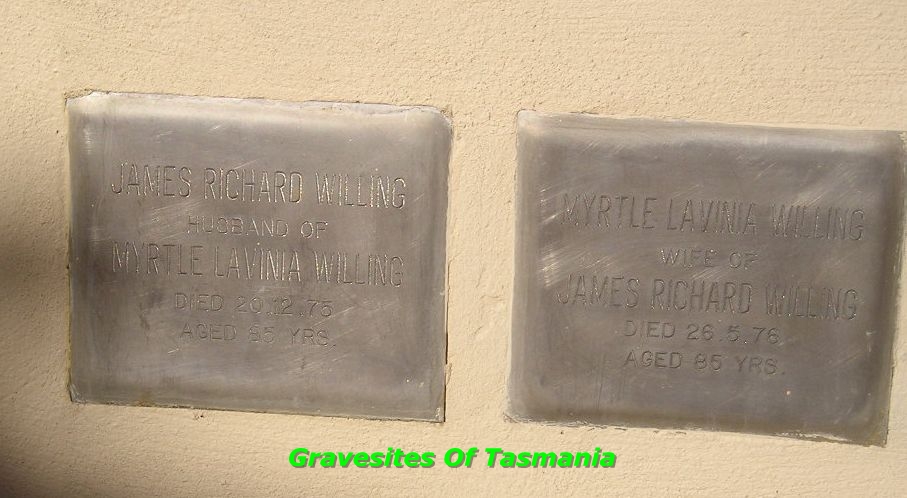 JAMES RICHARD WILLING
HUSBAND OF
MYRTLE LAVINIA WILLING
DIED 20.12.75
AGED 85 YRS.
MYRTLE LAVINIA WILLING
WIFE OF
JAMES RICHARD WILLING
DIED 26.5.76
AGED 85 YRS.
Gravesites Of Tasmania